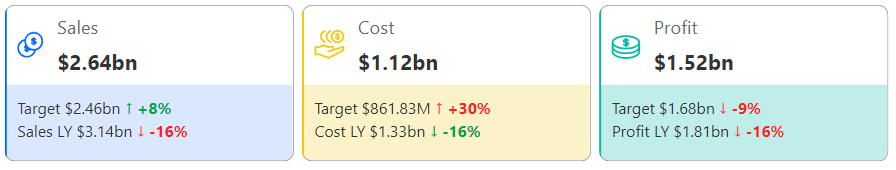 Sales
$2.64bn
Target $2.46bn ↑ +8%
Sales LY $3.14bn ↓ -16%
Cost
$1.12bn
Target $861.83M ↑ +30%
Cost LY $1.33bn ↓ -16%
Profit
$1.52bn
Target $1.68bn ↓ -9%
Profit LY $1.81bn ↓ -16%